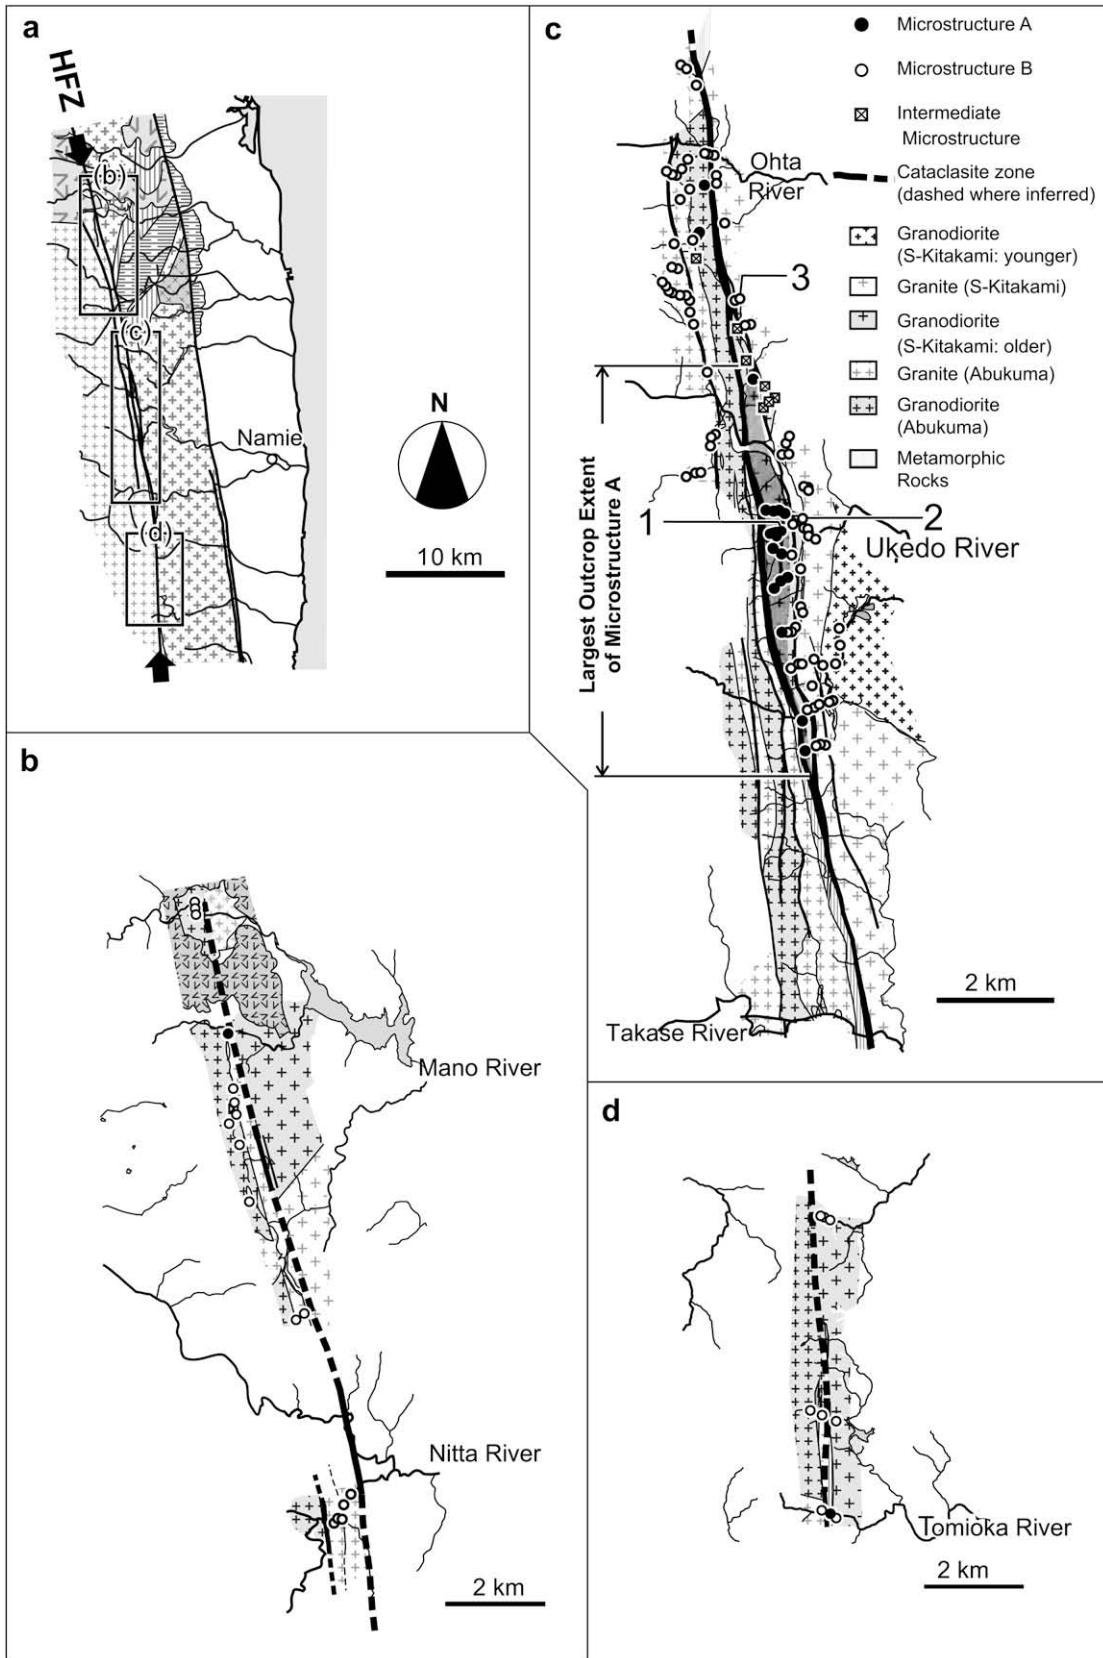 a
HFZ
(b)
(c)
(d)
Namie
N
10 km
b
Mano River
Nitta River
2 km
c
Microstructure A
Microstructure B
Intermediate
Microstructure
Cataclasite zone
(dashed where inferred)
Granodiorite
(S-Kitakami: younger)
Granite (S-Kitakami)
Granodiorite
(S-Kitakami: older)
Granite (Abukuma)
Granodiorite
(Abukuma)
Metamorphic
Rocks
Ohta
River
3
Largest Outcrop Extent
of Microstructure A
1
2
Ukedo River
2 km
Takase River
d
Tomioka River
2 km